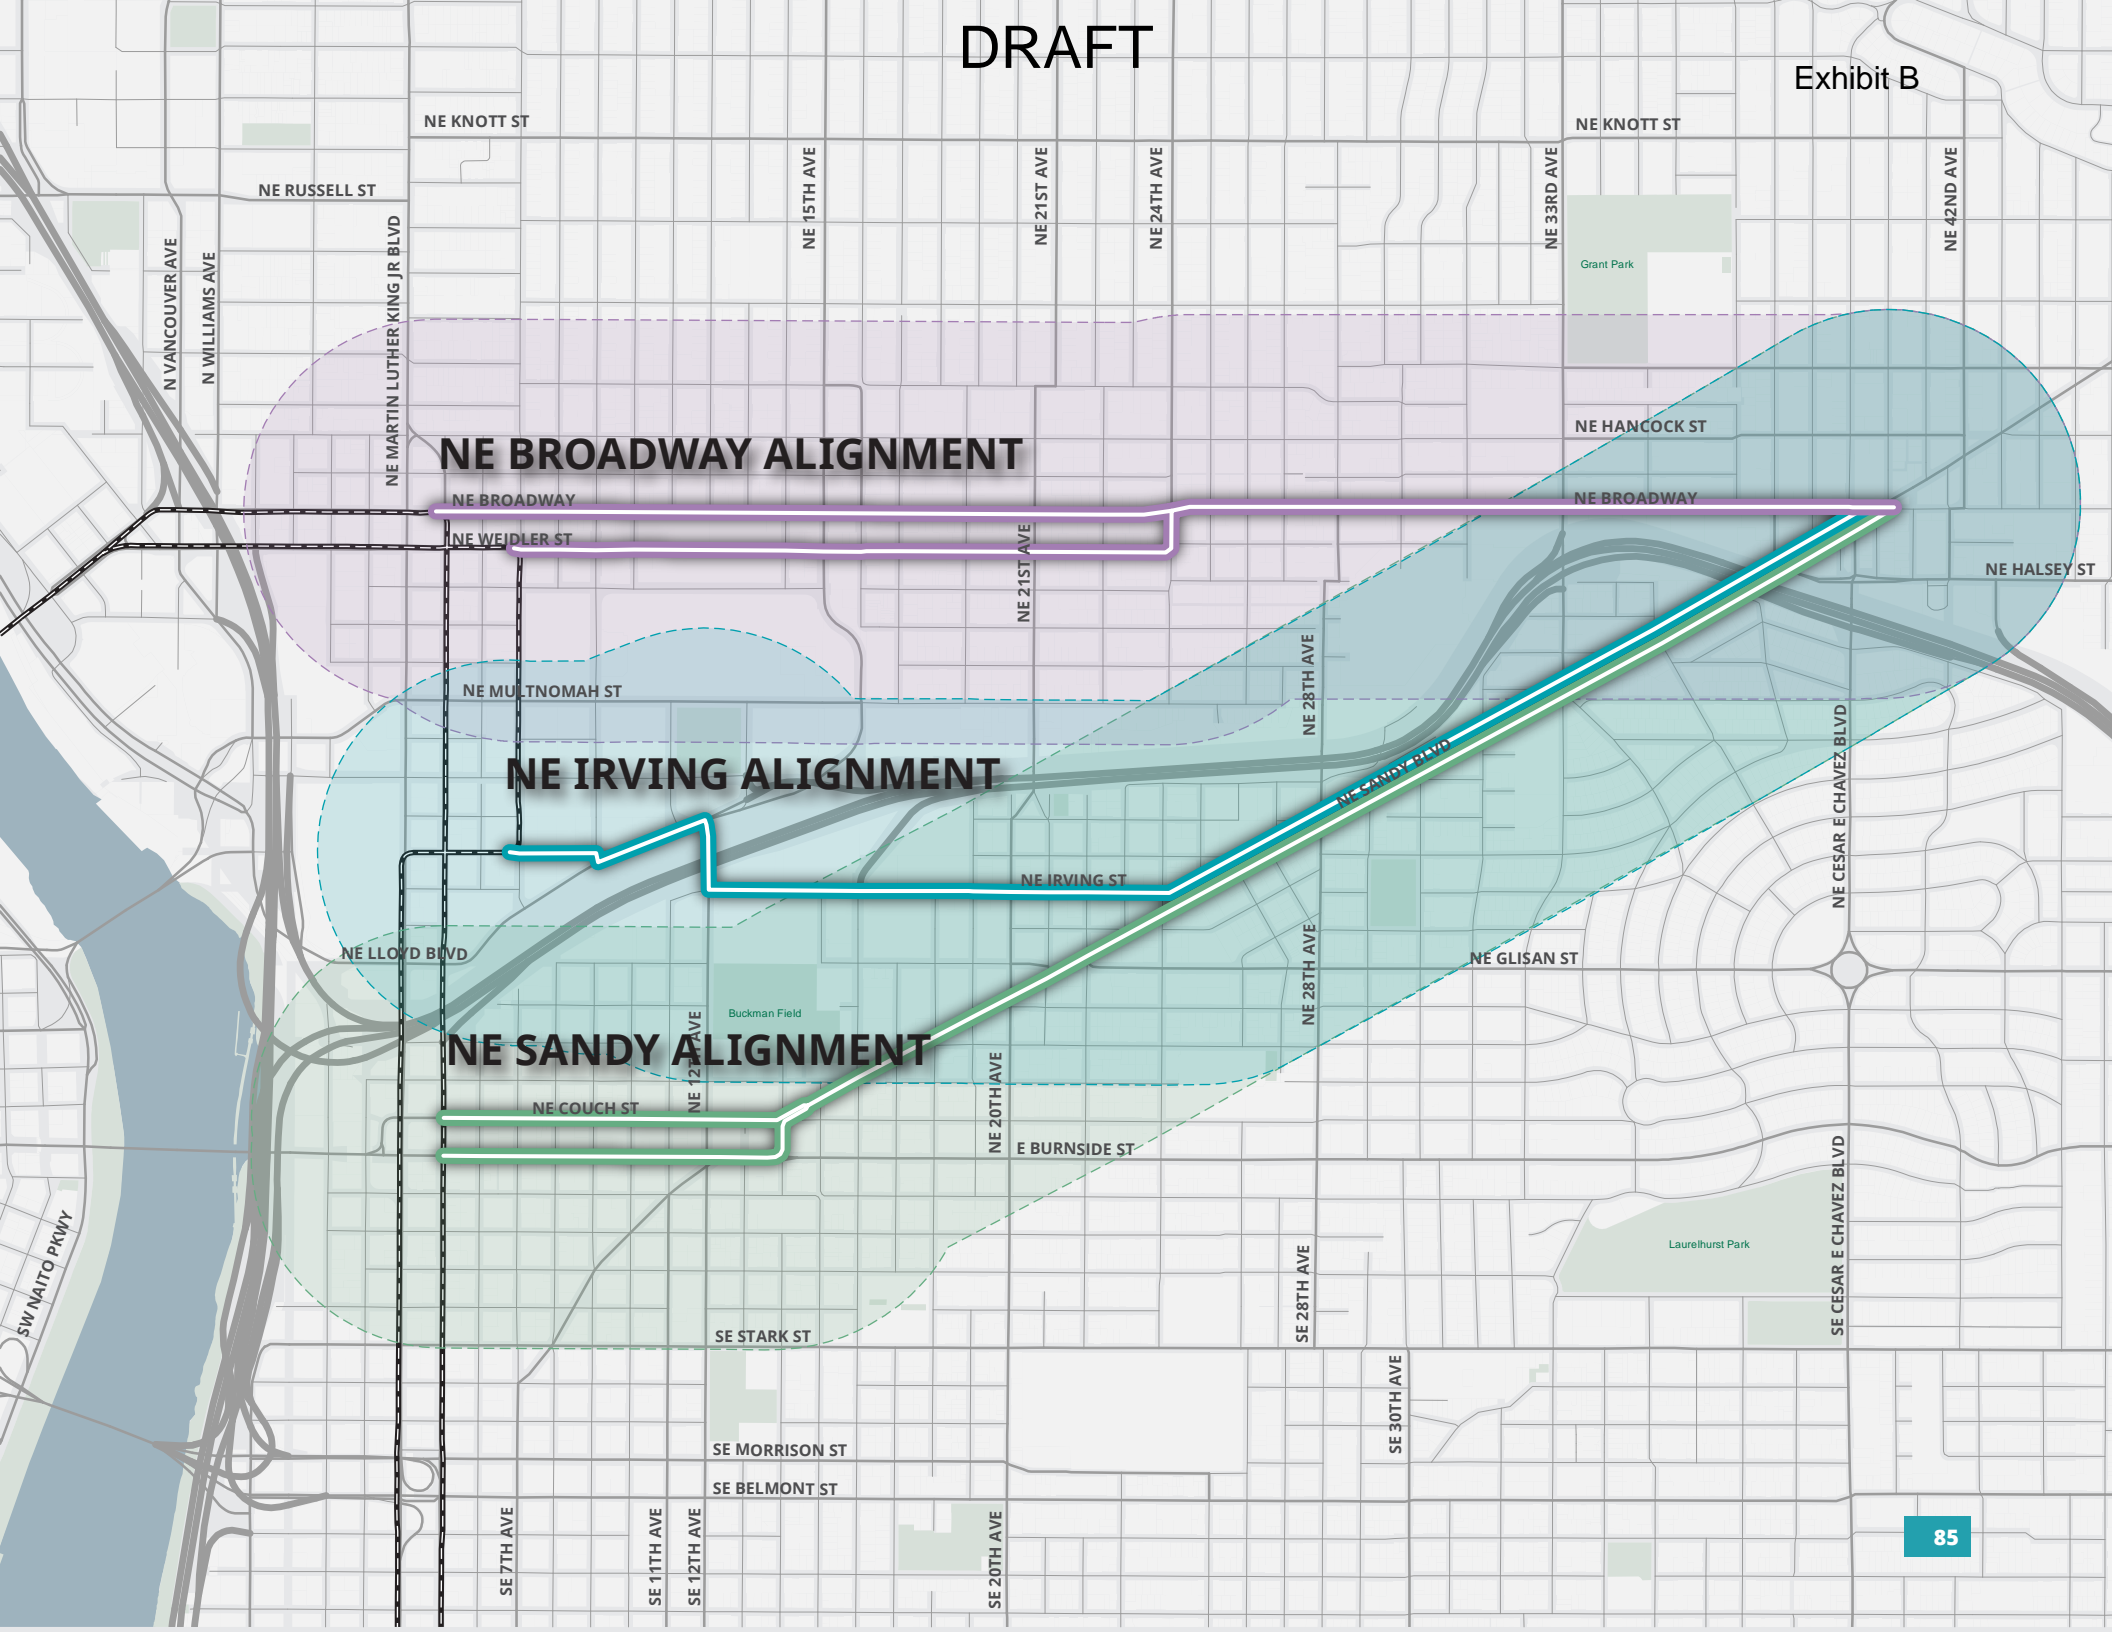 DRAFT
Exhibit B
NE KNOTT ST
NE KNOTT ST
NE RUSSELL ST
N VANCOUVER AVE
N WILLIAMS AVE
NE MARTIN LUTHER KING JR BLVD
NE 15TH AVE
NE 21ST AVE
NE 24TH AVE
NE 33RD AVE
NE 42ND AVE
Grant Park
NE HANCOCK ST
NE BROADWAY ALIGNMENT
NE BROADWAY
NE BROADWAY
NE WEIDLER ST
NE 21ST AVE
NE HALSEY ST
NE 28TH AVE
NE MULTNOMAH ST
NE IRVING ALIGNMENT
NE SANDY BLVD
NE CESAR E CHAVEZ BLVD
NE IRVING ST
NE LLOYD BLVD
NE GLISAN ST
NE 28TH AVE
Buckman Field
NE SANDY ALIGNMENT
NE 12TH AVE
NE COUCH ST
NE 20TH AVE
E BURNSIDE ST
SE CESAR E CHAVEZ BLVD
SW NAITO PKWY
Laurelhurst Park
SE 28TH AVE
SE STARK ST
SE 30TH AVE
SE MORRISON ST
SE BELMONT ST
SE 7TH AVE
SE 11TH AVE
SE 12TH AVE
SE 20TH AVE
85